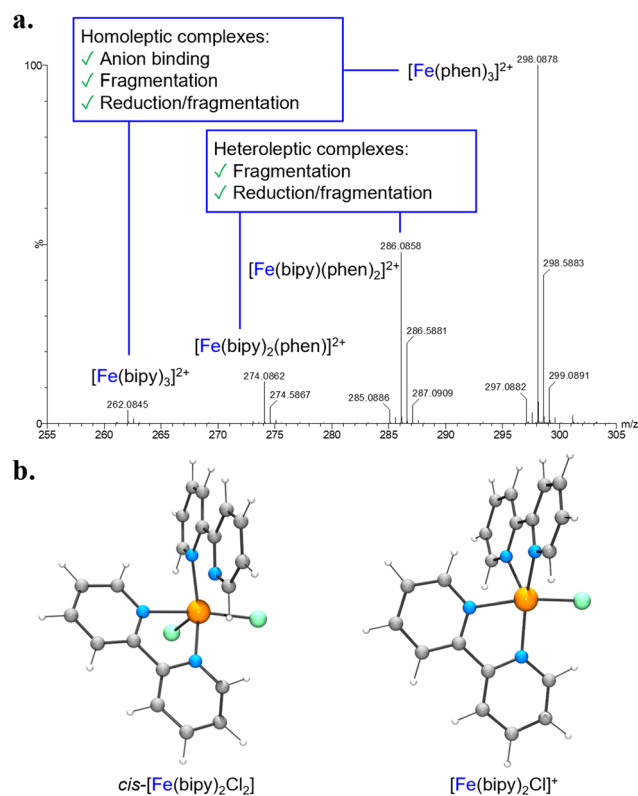 a.
Homoleptic complexes:
✓ Anion binding
✓ Fragmentation
✓ Reduction/fragmentation
[Fe(phen)₃]²⁺
298.0878
100
Heteroleptic complexes:
✓ Fragmentation
✓ Reduction/fragmentation
%
286.0858
[Fe(bipy)(phen)₂]²⁺
298.5883
286.5881
[Fe(bipy)₂(phen)]²⁺
[Fe(bipy)₃]²⁺
274.0862
262.0845
274.5867
285.0886
287.0909
297.0882
299.0891
0
255 260 265 270 275 280 285 290 295 300 305 m/z
b.
cis-[Fe(bipy)₂Cl₂]
[Fe(bipy)₂Cl]⁺